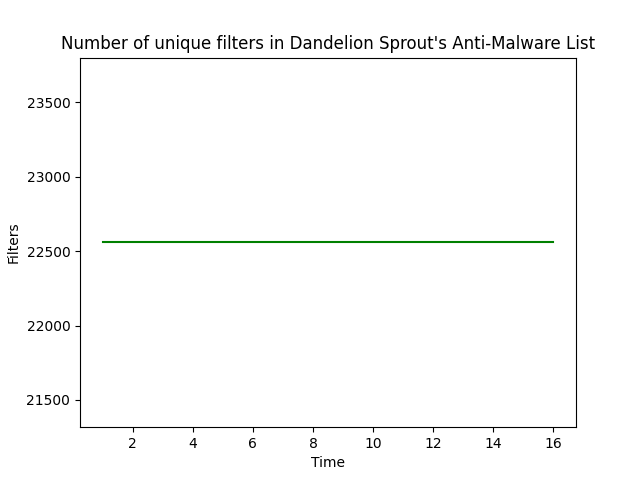 Number of unique filters in Dandelion Sprout's Anti-Malware List
23500
23000
22500
22000
21500
Filters
2 4 6 8 10 12 14 16
Time